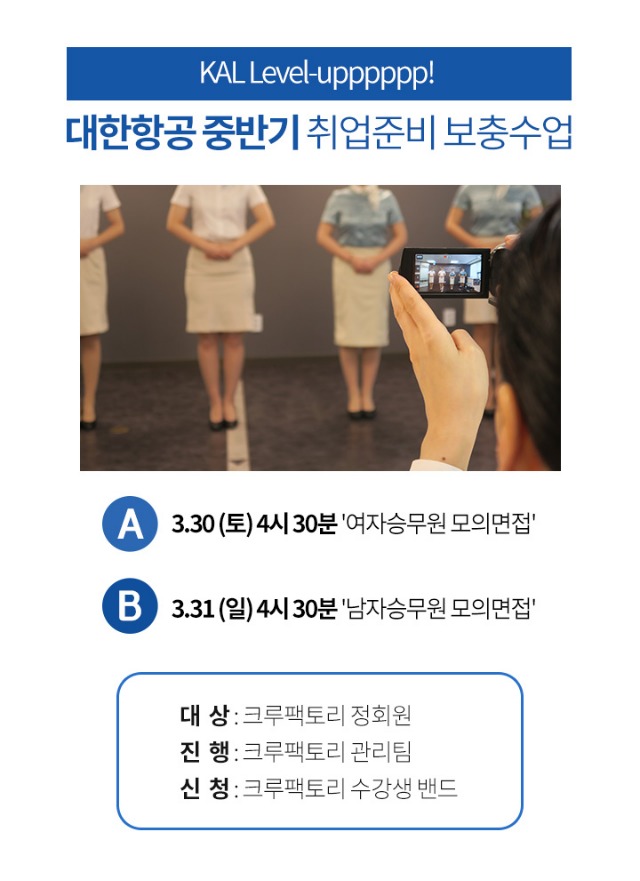 KAL Level-upppppp!
대한항공 중반기 취업준비 보충수업
A 3.30 (토) 4시 30분 '여자승무원 모의면접'
B 3.31 (일) 4시 30분 '남자승무원 모의면접'
대 상 : 크루팩토리 정회원
진 행 : 크루팩토리 관리팀
신 청 : 크루팩토리 수강생 밴드